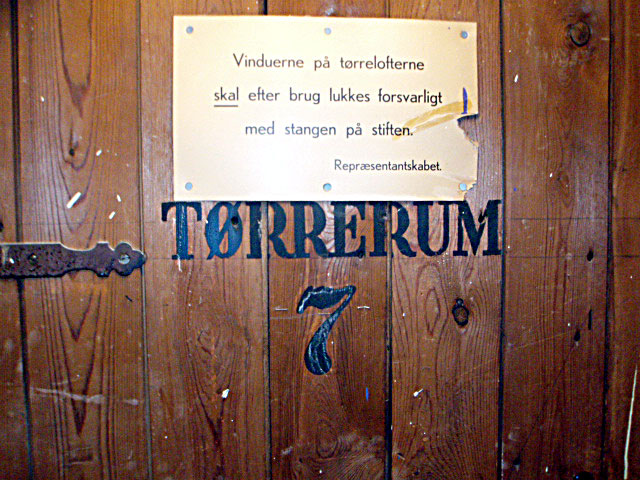 Vinduerne på tørrelofterne
skal efter brug lukkes forsvarligt
med stangen på stiften.
Repræsentantskabet.
TØRRERUM
7